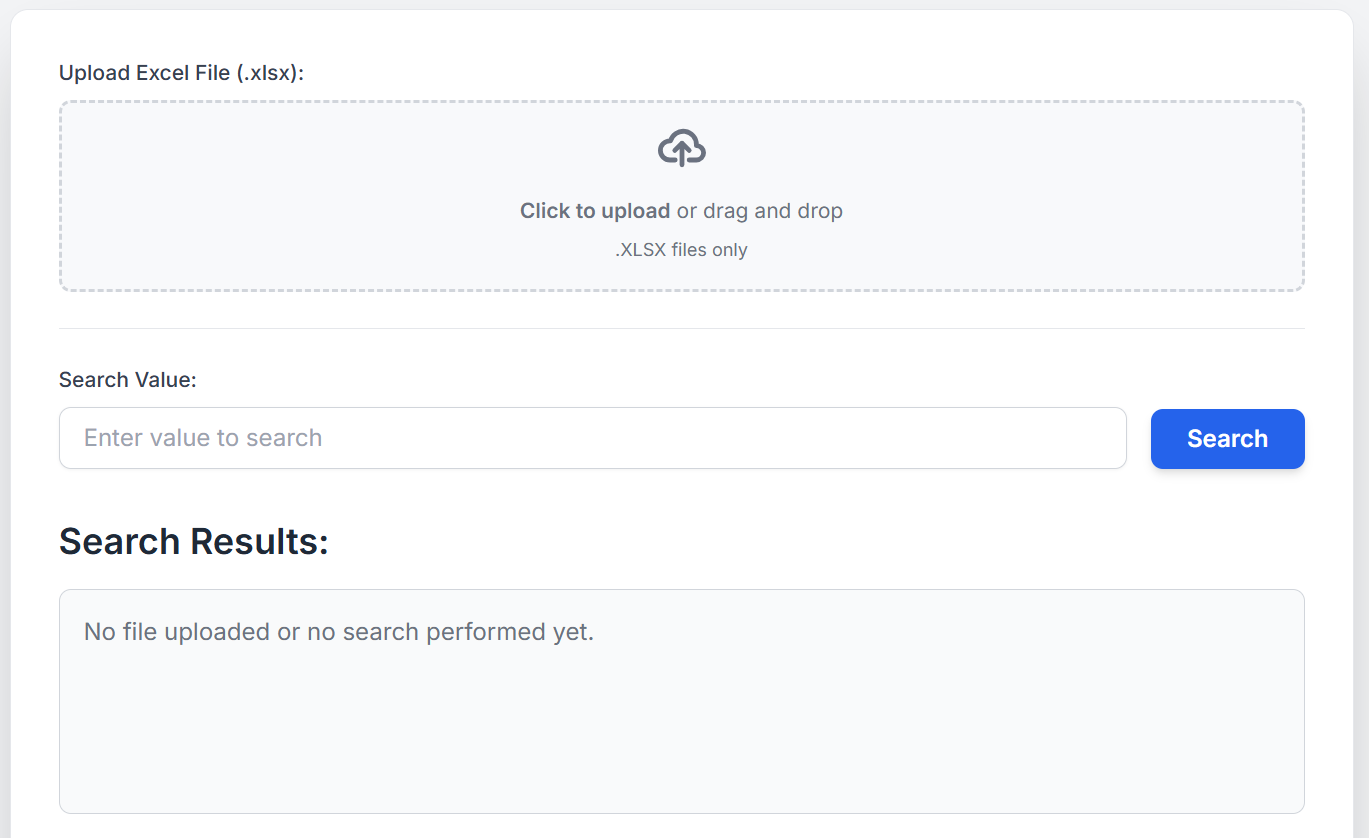 Upload Excel File (.xlsx):
Click to upload or drag and drop
.XLSX files only
Search Value:
Enter value to search
Search
Search Results:
No file uploaded or no search performed yet.